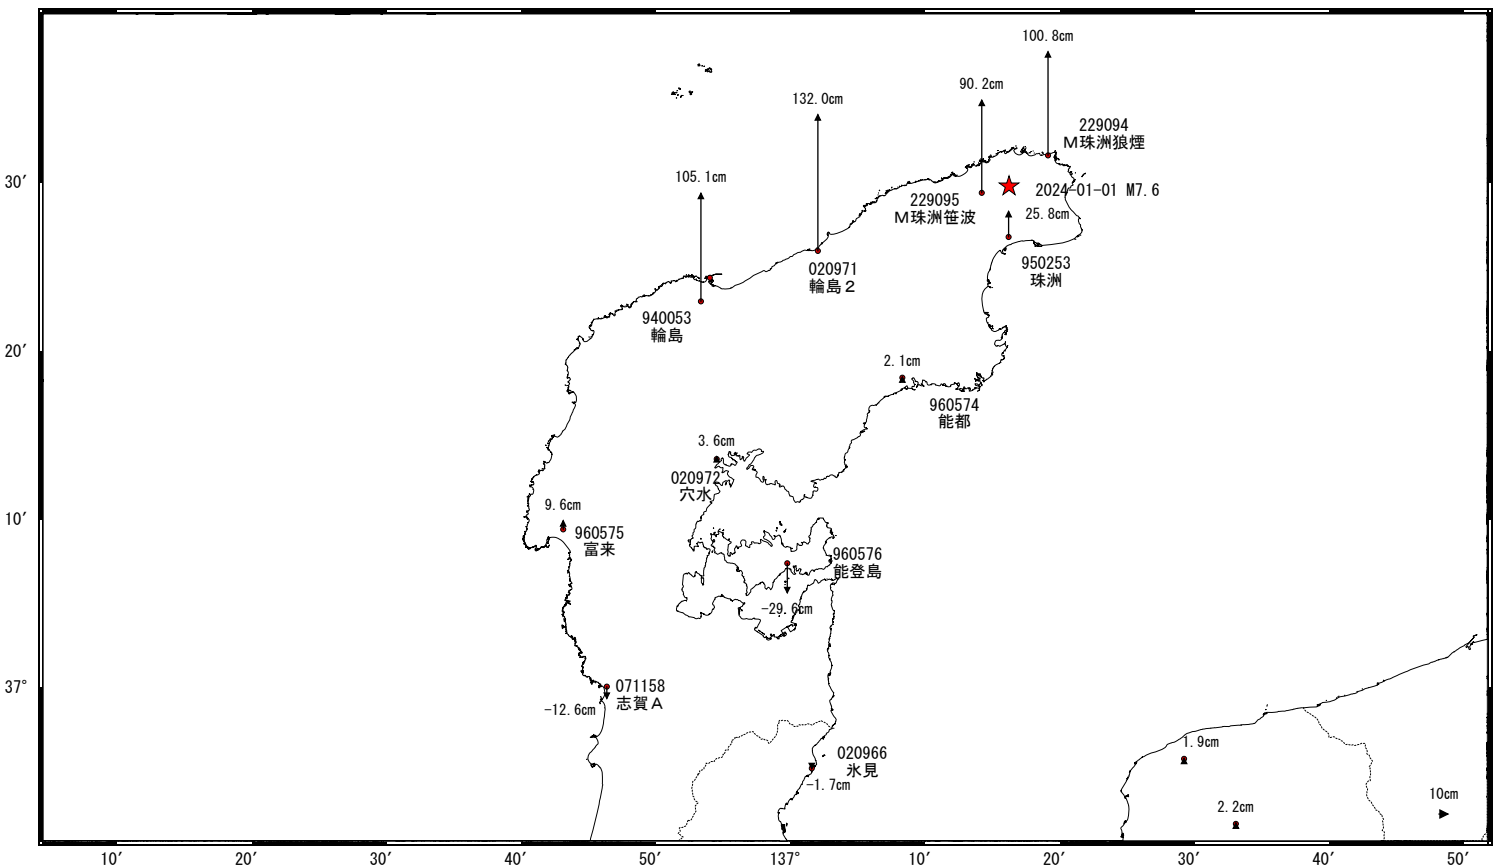 100.8cm
90.2cm
132.0cm
229094
M珠洲狼煙
105.1cm
30′
2024-01-01 M7.6
229095
M珠洲笹波
25.8cm
950253
珠洲
020971
輪島2
940053
輪島
20′
2.1cm
960574
能都
3.6cm
020972
穴水
9.6cm
10′
960575
富来
960576
能登島
-29.6cm
37°
071158
志賀A
-12.6cm
020966
氷見
-1.7cm
1.9cm
10cm
2.2cm
10′ 20′ 30′ 40′ 50′ 137° 10′ 20′ 30′ 40′ 50′